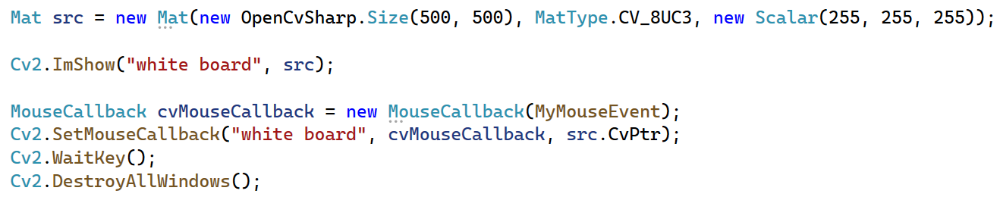 Mat src = new Mat(new OpenCvSharp.Size(500, 500), MatType.CV_8UC3, new Scalar(255, 255, 255));
Cv2.ImShow("white board", src);
MouseCallback cvMouseCallback = new MouseCallback(MyMouseEvent);
Cv2.SetMouseCallback("white board", cvMouseCallback, src.CvPtr);
Cv2.WaitKey();
Cv2.DestroyAllWindows();